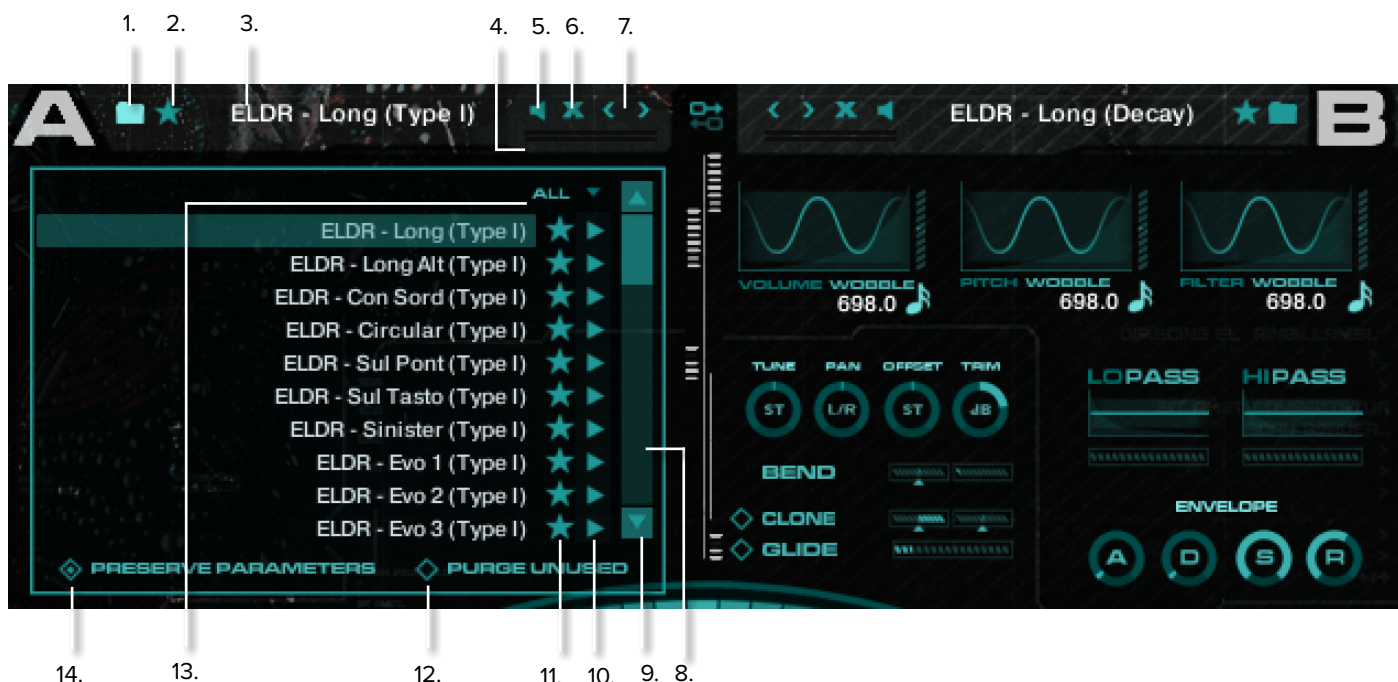 1. 2. 3. 4. 5. 6. 7.
A ELDR - Long (Type I) X < > < > X ELDR - Long (Decay) B
ALL
ELDR - Long (Type I)
ELDR - Long Alt (Type I)
ELDR - Con Sord (Type I)
ELDR - Circular (Type I)
ELDR - Sul Pont (Type I)
ELDR - Sul Tasto (Type I)
ELDR - Sinister (Type I)
ELDR - Evo 1 (Type I)
ELDR - Evo 2 (Type I)
ELDR - Evo 3 (Type I)
PRESERVE PARAMETERS PURGE UNUSED
VOLUME WOBBLE PITCH WOBBLE FILTER WOBBLE
698.0 698.0 698.0
TUNE PAN OFFSET TRIM
ST L/R ST dB
LOPASS HIPASS
BEND
CLONE
GLIDE
ENVELOPE
A D S R
14. 13. 12. 11. 10. 9. 8.